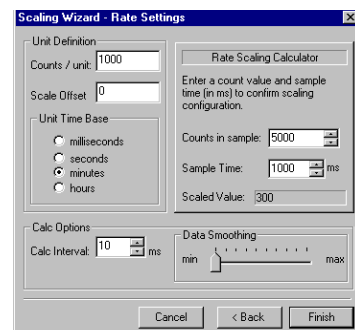 Scaling Wizard - Rate Settings
Unit Definition
Counts / unit: 1000
Scale Offset 0
Unit Time Base
milliseconds
seconds
minutes
hours
Rate Scaling Calculator
Enter a count value and sample
time (in ms) to confirm scaling
configuration.
Counts in sample: 5000
Sample Time: 1000 ms
Scaled Value: 300
Calc Options
Calc Interval: 10 ms
Data Smoothing
min max
Cancel < Back Finish